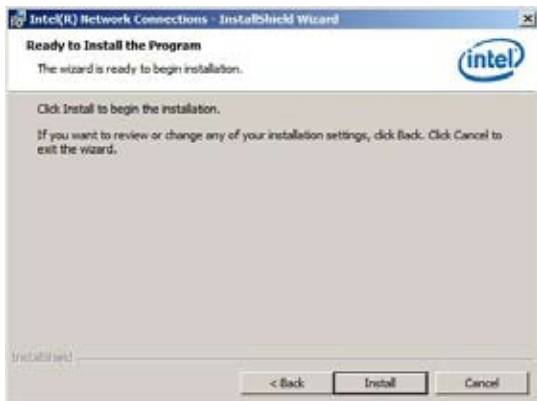 Intel(R) Network Connections - InstallShield Wizard
Ready to Install the Program
The wizard is ready to begin installation.
intel
Click Install to begin the installation.
If you want to review or change any of your installation settings, click Back. Click Cancel to
exit the wizard.
InstallShield
< Back
Install
Cancel